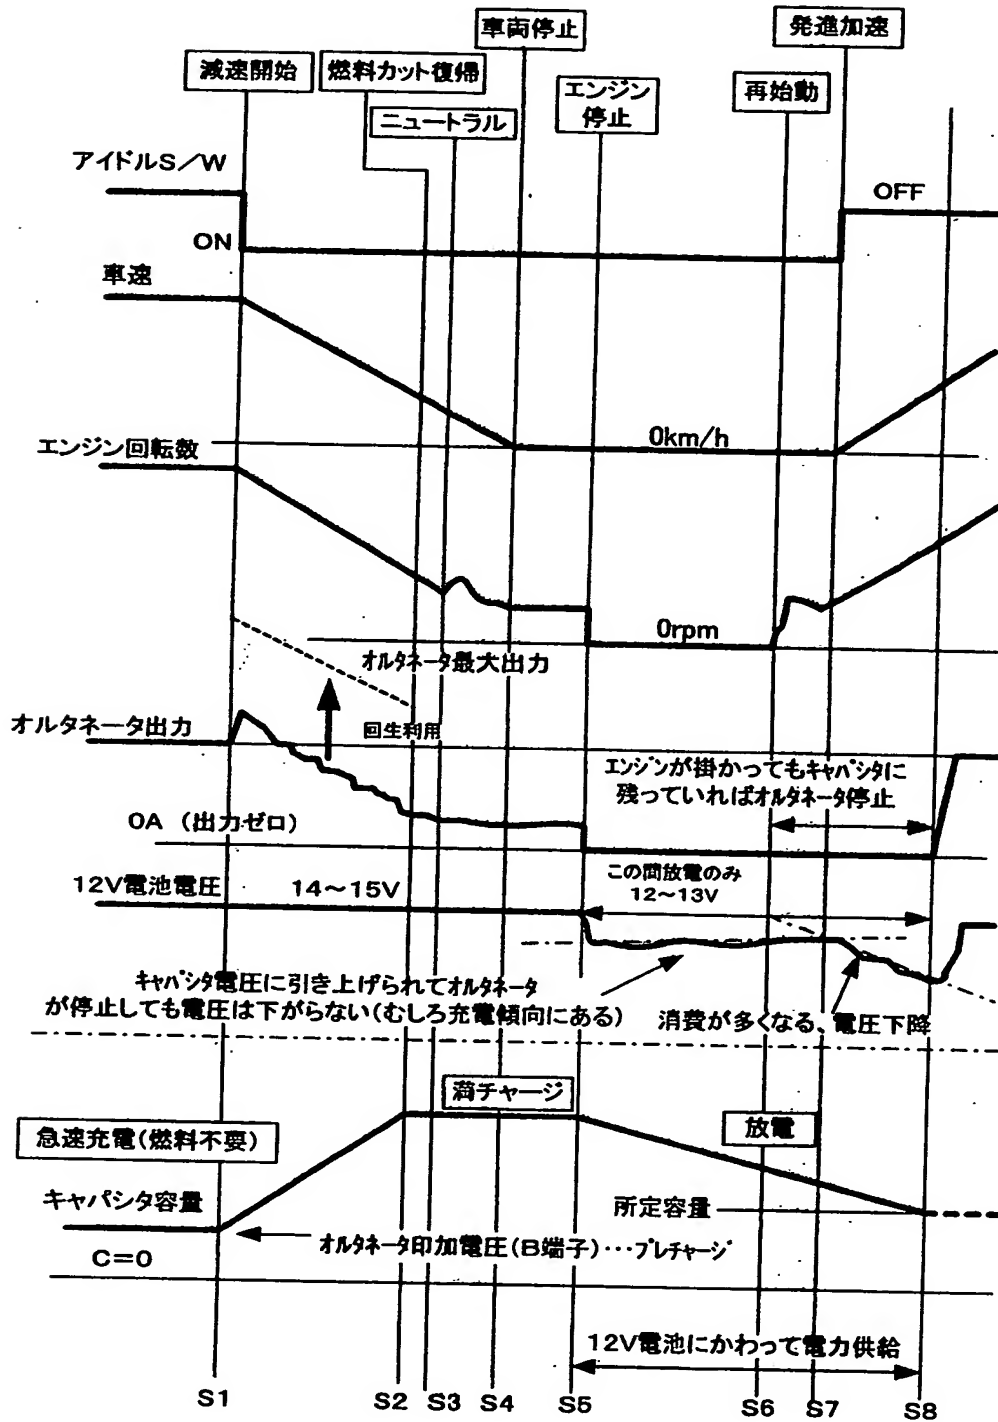 車両停止
発進加速
減速開始
燃料カット復帰
エンジン
停止
再始動
ニュートラル
アイドルS／W
OFF
ON
車速
0km/h
エンジン回転数
0rpm
オルタネータ最大出力
オルタネータ出力
回生利用
エンジンが掛かってもキャパシタに
残っていればオルタネータ停止
0A（出力ゼロ）
この間放電のみ
12～13V
12V電池電圧
14～15V
キャパシタ電圧に引き上げられてオルタネータ
が停止しても電圧は下がらない(むしろ充電傾向にある)
消費が多くなる、電圧下降
満チャージ
急速充電(燃料不要)
放電
キャパシタ容量
所定容量
オルタネータ印加電圧(B端子)･･･プレチャージ
C=0
12V電池にかわって電力供給
S1
S2
S3
S4
S5
S6
S7
S8